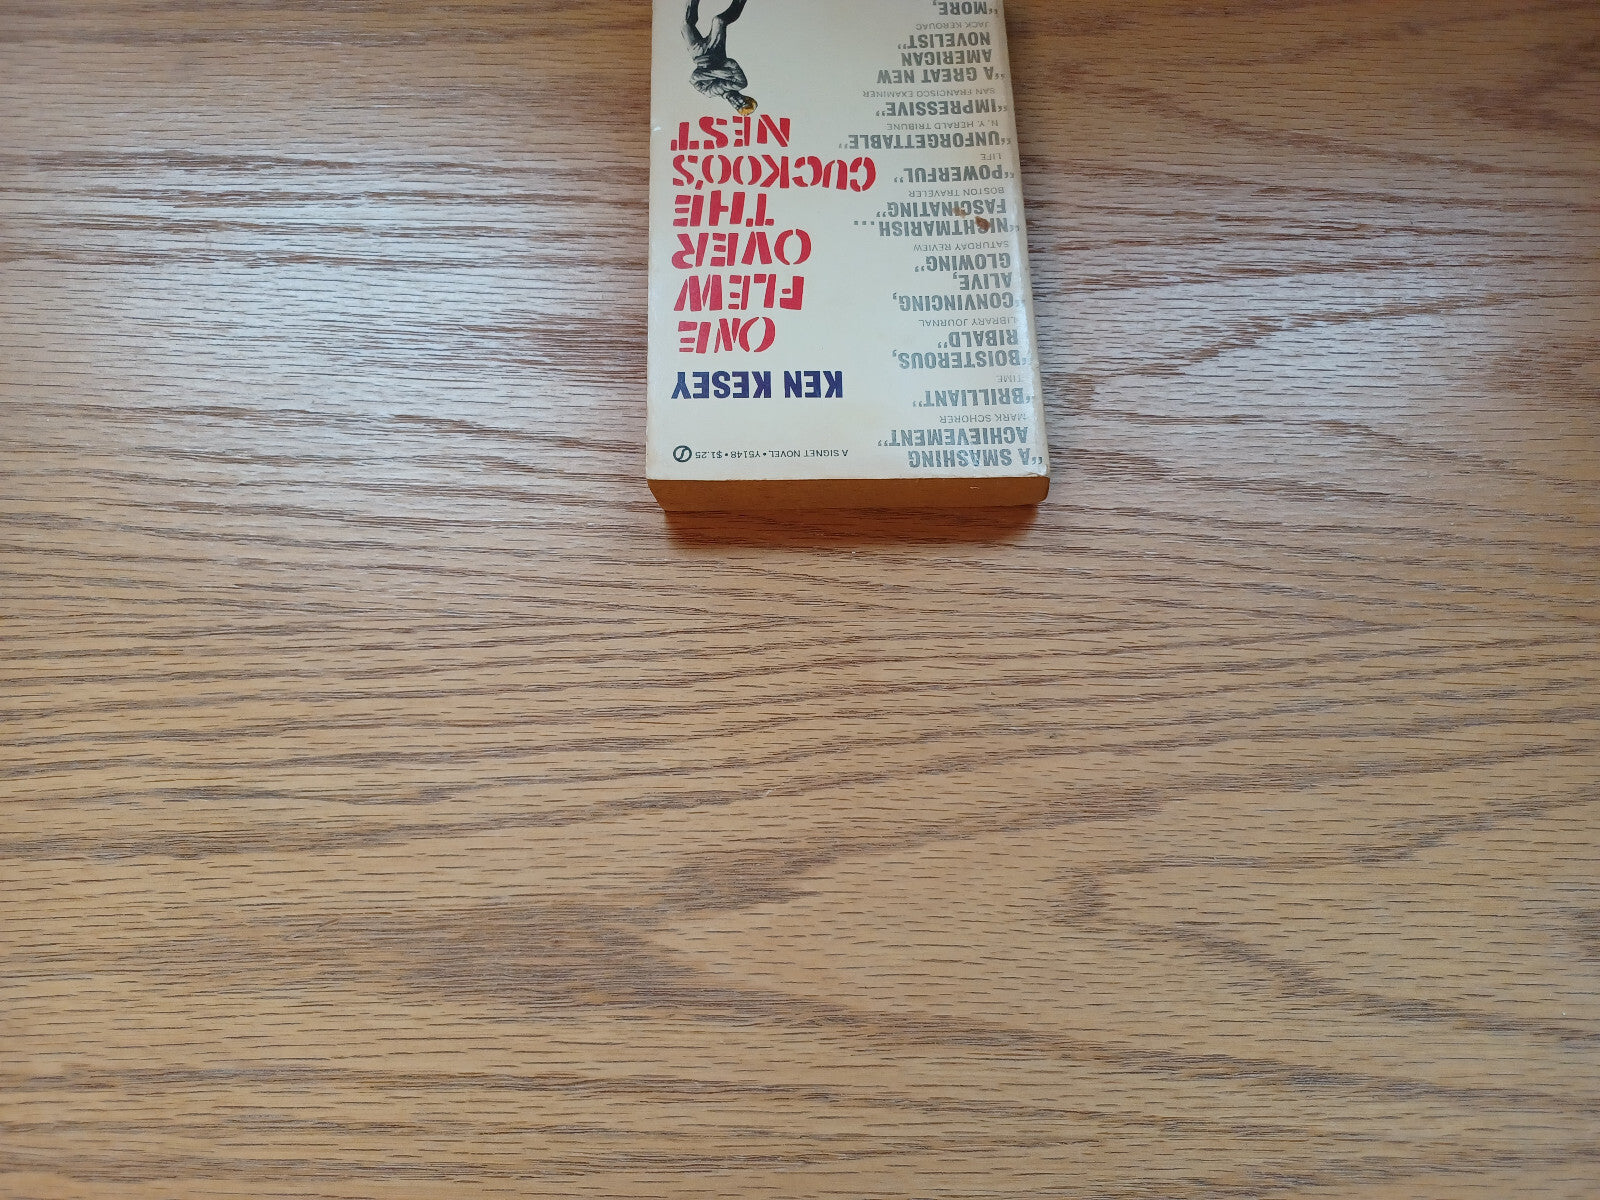 "A SMASHING
ACHIEVEMENT"
MARK SCHORER
"BRILLIANT"
TIME
"BOISTEROUS,
RIBALD"
LIBRARY JOURNAL
"CONVINCING,
ALIVE,
GLOWING"
SATURDAY REVIEW
"NIGHTMARISH...
FASCINATING"
BOSTON TRAVELER
"POWERFUL"
LIFE
"UNFORGETTABLE"
N. Y. HERALD TRIBUNE
"IMPRESSIVE"
SAN FRANCISCO EXAMINER
"A GREAT NEW
AMERICAN
NOVELIST"
JACK KEROUAC
"MORE,
A SIGNET NOVEL • Y5148 • $1.25
KEN KESEY
ONE
FLEW
OVER
THE
CUCKOO'S
NEST